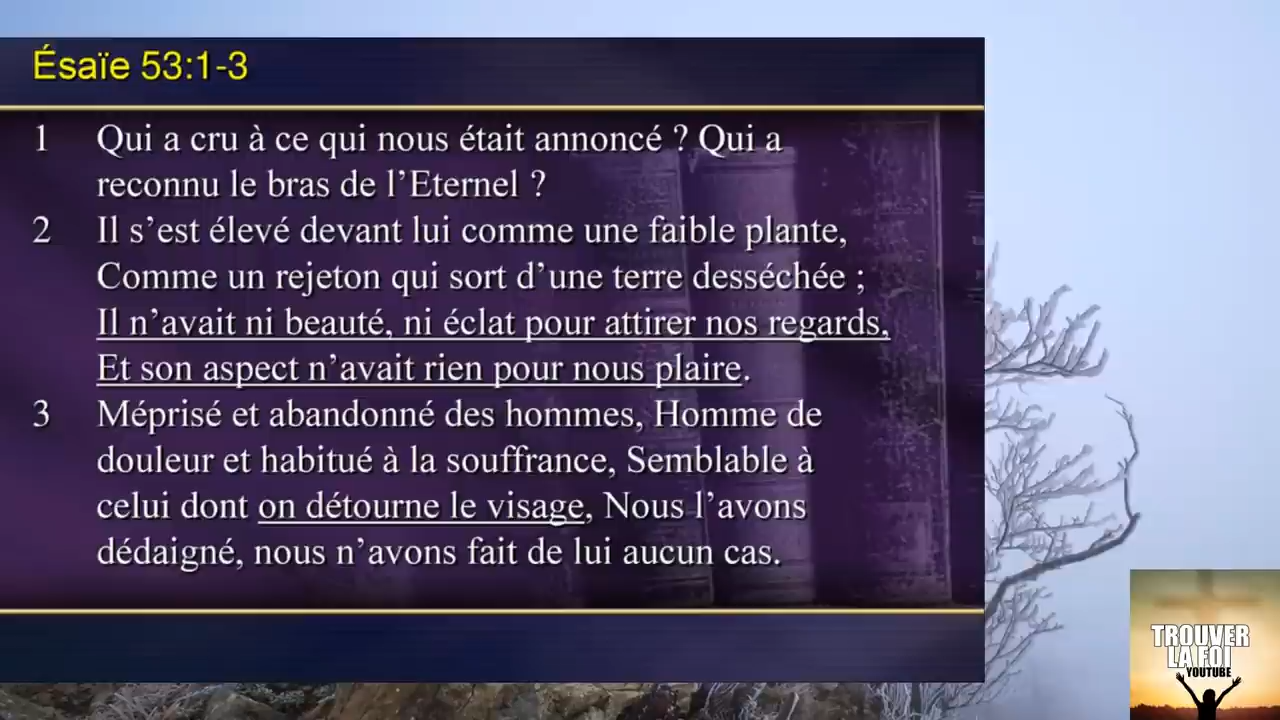 Ésaïe 53:1-3
1 Qui a cru à ce qui nous était annoncé ? Qui a
reconnu le bras de l’Eternel ?
2 Il s’est élevé devant lui comme une faible plante,
Comme un rejeton qui sort d’une terre desséchée ;
Il n’avait ni beauté, ni éclat pour attirer nos regards,
Et son aspect n’avait rien pour nous plaire.
3 Méprisé et abandonné des hommes, Homme de
douleur et habitué à la souffrance, Semblable à
celui dont on détourne le visage, Nous l’avons
dédaigné, nous n’avons fait de lui aucun cas.
TROUVER
LA FOI
YOUTUBE